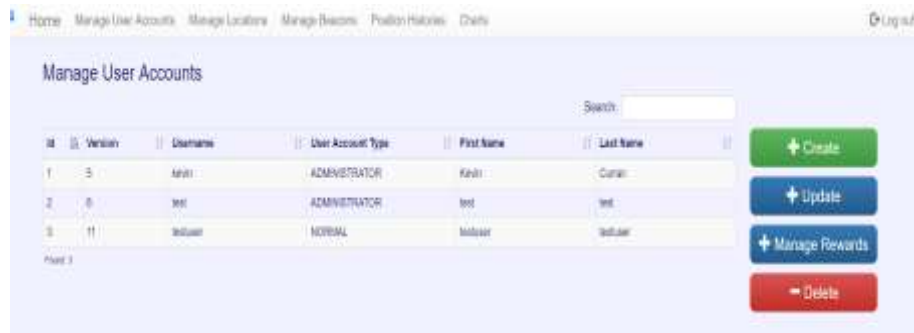 Home Manage User Accounts Manage Locations Manage Beacons Position Histories Charts Log out
Manage User Accounts
Search:
Id Version Username User Account Type First Name Last Name
1 5 kevin ADMINISTRATOR Kevin Curran
2 6 test ADMINISTRATOR test test
3 11 testuser NORMAL testuser testuser
Found: 3
Create
Update
Manage Rewards
Delete